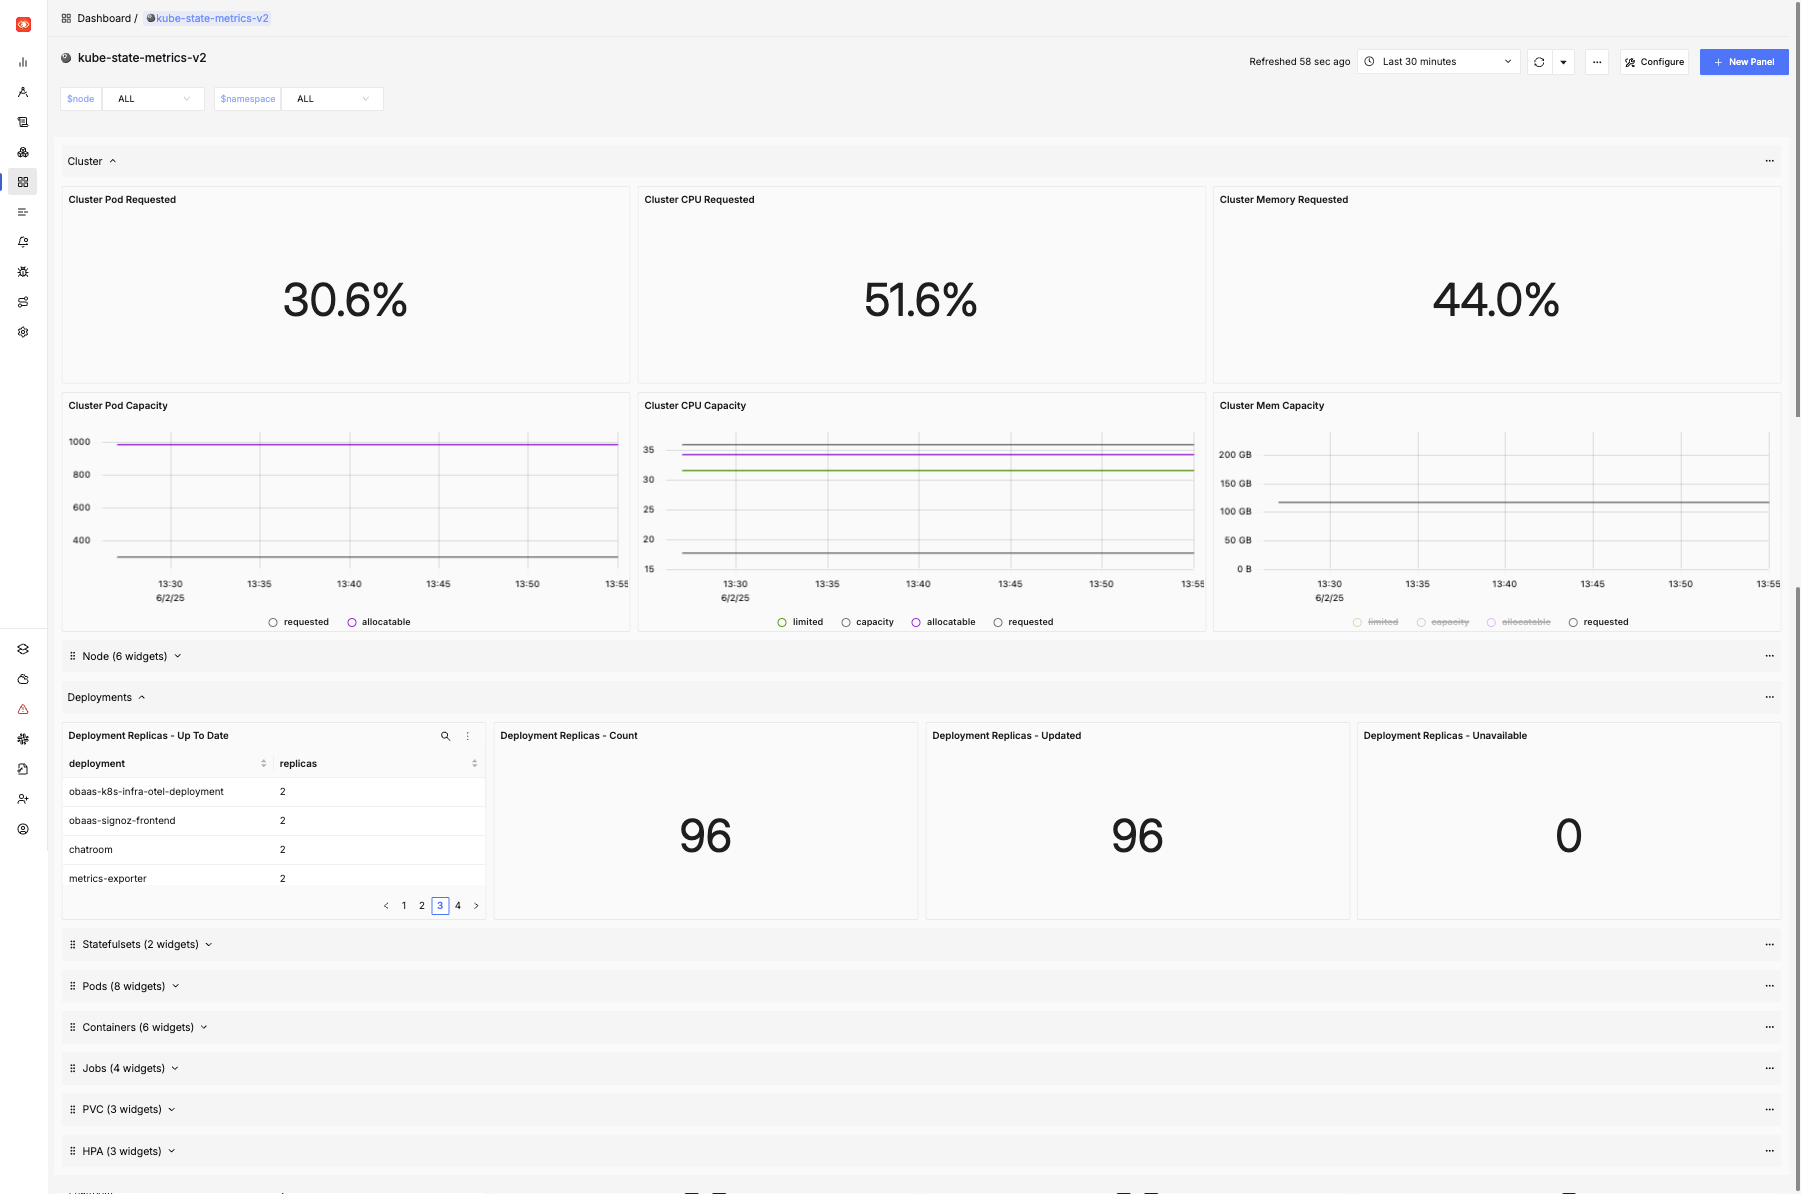 Dashboard / kube-state-metrics-v2
kube-state-metrics-v2
Refreshed 58 sec ago
Last 30 minutes
Configure
New Panel
$node ALL
$namespace ALL
Cluster
Cluster Pod Requested
30.6%
Cluster CPU Requested
51.6%
Cluster Memory Requested
44.0%
Cluster Pod Capacity
1000
800
600
400
13:30 13:35 13:40 13:45 13:50 13:55
6/2/25
requested allocatable
Cluster CPU Capacity
35
30
25
20
15
13:30 13:35 13:40 13:45 13:50 13:55
6/2/25
limited capacity allocatable requested
Cluster Mem Capacity
200 GB
150 GB
100 GB
50 GB
0 B
13:30 13:35 13:40 13:45 13:50 13:55
6/2/25
limited capacity allocatable requested
Node (6 widgets)
Deployments
Deployment Replicas - Up To Date
deployment replicas
obaas-k8s-infra-otel-deployment 2
obaas-signoz-frontend 2
chatroom 2
metrics-exporter 2
< 1 2 3 4 >
Deployment Replicas - Count
96
Deployment Replicas - Updated
96
Deployment Replicas - Unavailable
0
Statefulsets (2 widgets)
Pods (8 widgets)
Containers (6 widgets)
Jobs (4 widgets)
PVC (3 widgets)
HPA (3 widgets)